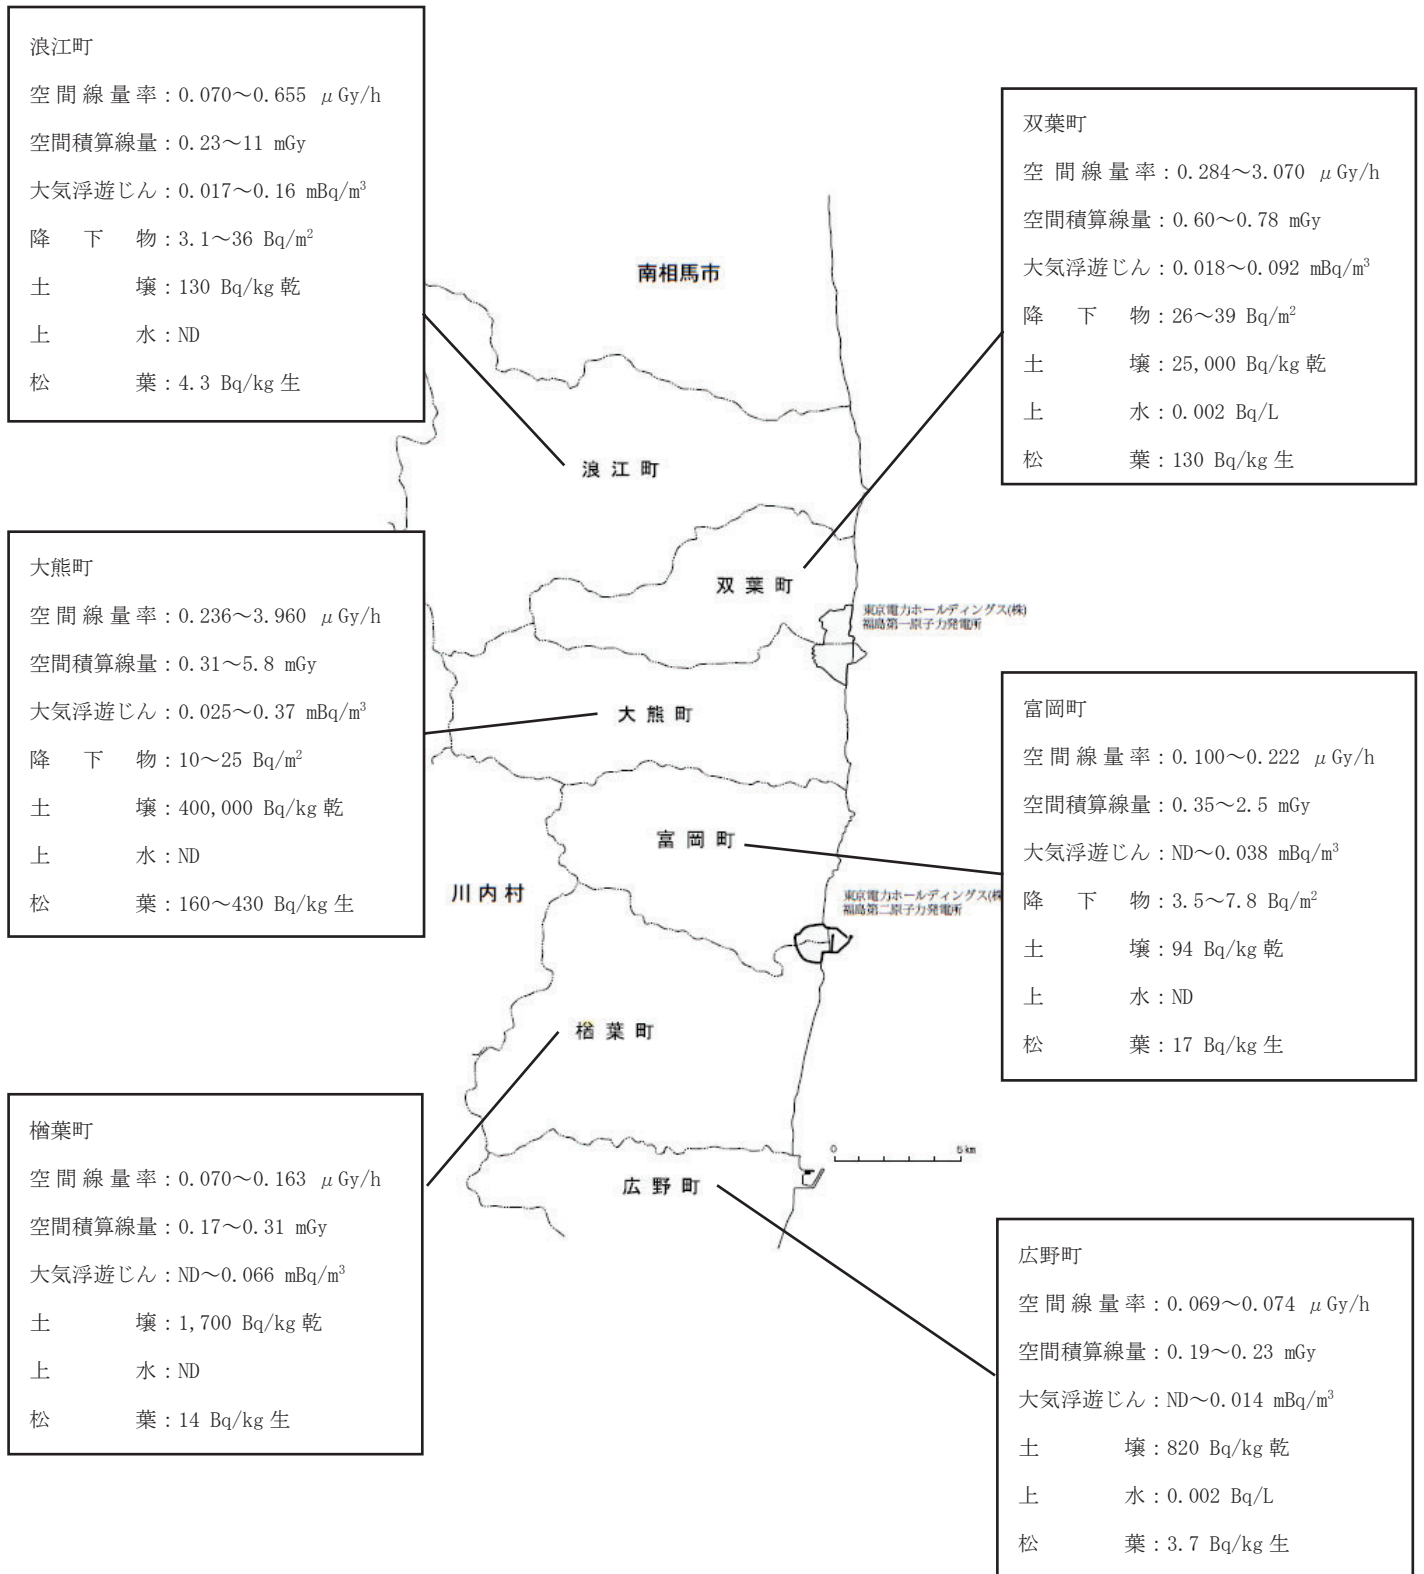 浪江町
空間線量率：0.070～0.655 μGy/h
空間積算線量：0.23～11 mGy
大気浮遊じん：0.017～0.16 mBq/m³
降下物：3.1～36 Bq/m²
土壌：130 Bq/kg 乾
上水：ND
松葉：4.3 Bq/kg 生
双葉町
空間線量率：0.284～3.070 μGy/h
空間積算線量：0.60～0.78 mGy
大気浮遊じん：0.018～0.092 mBq/m³
降下物：26～39 Bq/m²
土壌：25,000 Bq/kg 乾
上水：0.002 Bq/L
松葉：130 Bq/kg 生
南相馬市
浪江町
双葉町
東京電力ホールディングス(株)
福島第一原子力発電所
大熊町
空間線量率：0.236～3.960 μGy/h
空間積算線量：0.31～5.8 mGy
大気浮遊じん：0.025～0.37 mBq/m³
降下物：10～25 Bq/m²
土壌：400,000 Bq/kg 乾
上水：ND
松葉：160～430 Bq/kg 生
大熊町
富岡町
川内村
東京電力ホールディングス(株
福島第二原子力発電所
富岡町
空間線量率：0.100～0.222 μGy/h
空間積算線量：0.35～2.5 mGy
大気浮遊じん：ND～0.038 mBq/m³
降下物：3.5～7.8 Bq/m²
土壌：94 Bq/kg 乾
上水：ND
松葉：17 Bq/kg 生
楢葉町
楢葉町
空間線量率：0.070～0.163 μGy/h
空間積算線量：0.17～0.31 mGy
大気浮遊じん：ND～0.066 mBq/m³
土壌：1,700 Bq/kg 乾
上水：ND
松葉：14 Bq/kg 生
0 5km
広野町
広野町
空間線量率：0.069～0.074 μGy/h
空間積算線量：0.19～0.23 mGy
大気浮遊じん：ND～0.014 mBq/m³
土壌：820 Bq/kg 乾
上水：0.002 Bq/L
松葉：3.7 Bq/kg 生